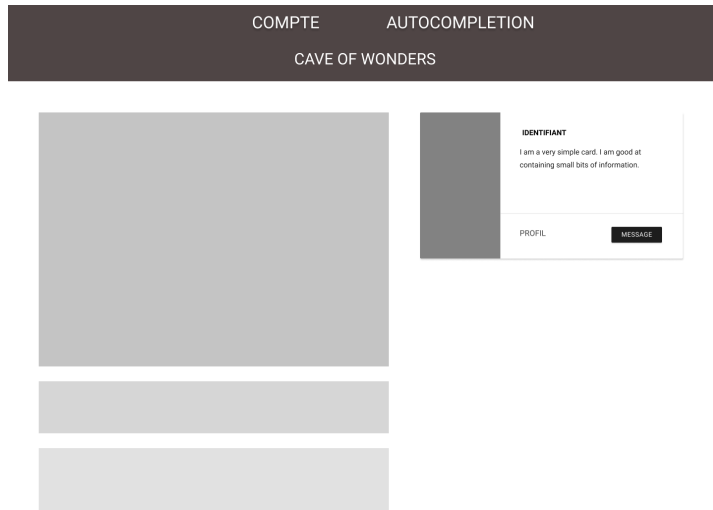 COMPTE AUTOCOMPLETION
CAVE OF WONDERS
IDENTIFIANT
I am a very simple card. I am good at
containing small bits of information.
PROFIL MESSAGE